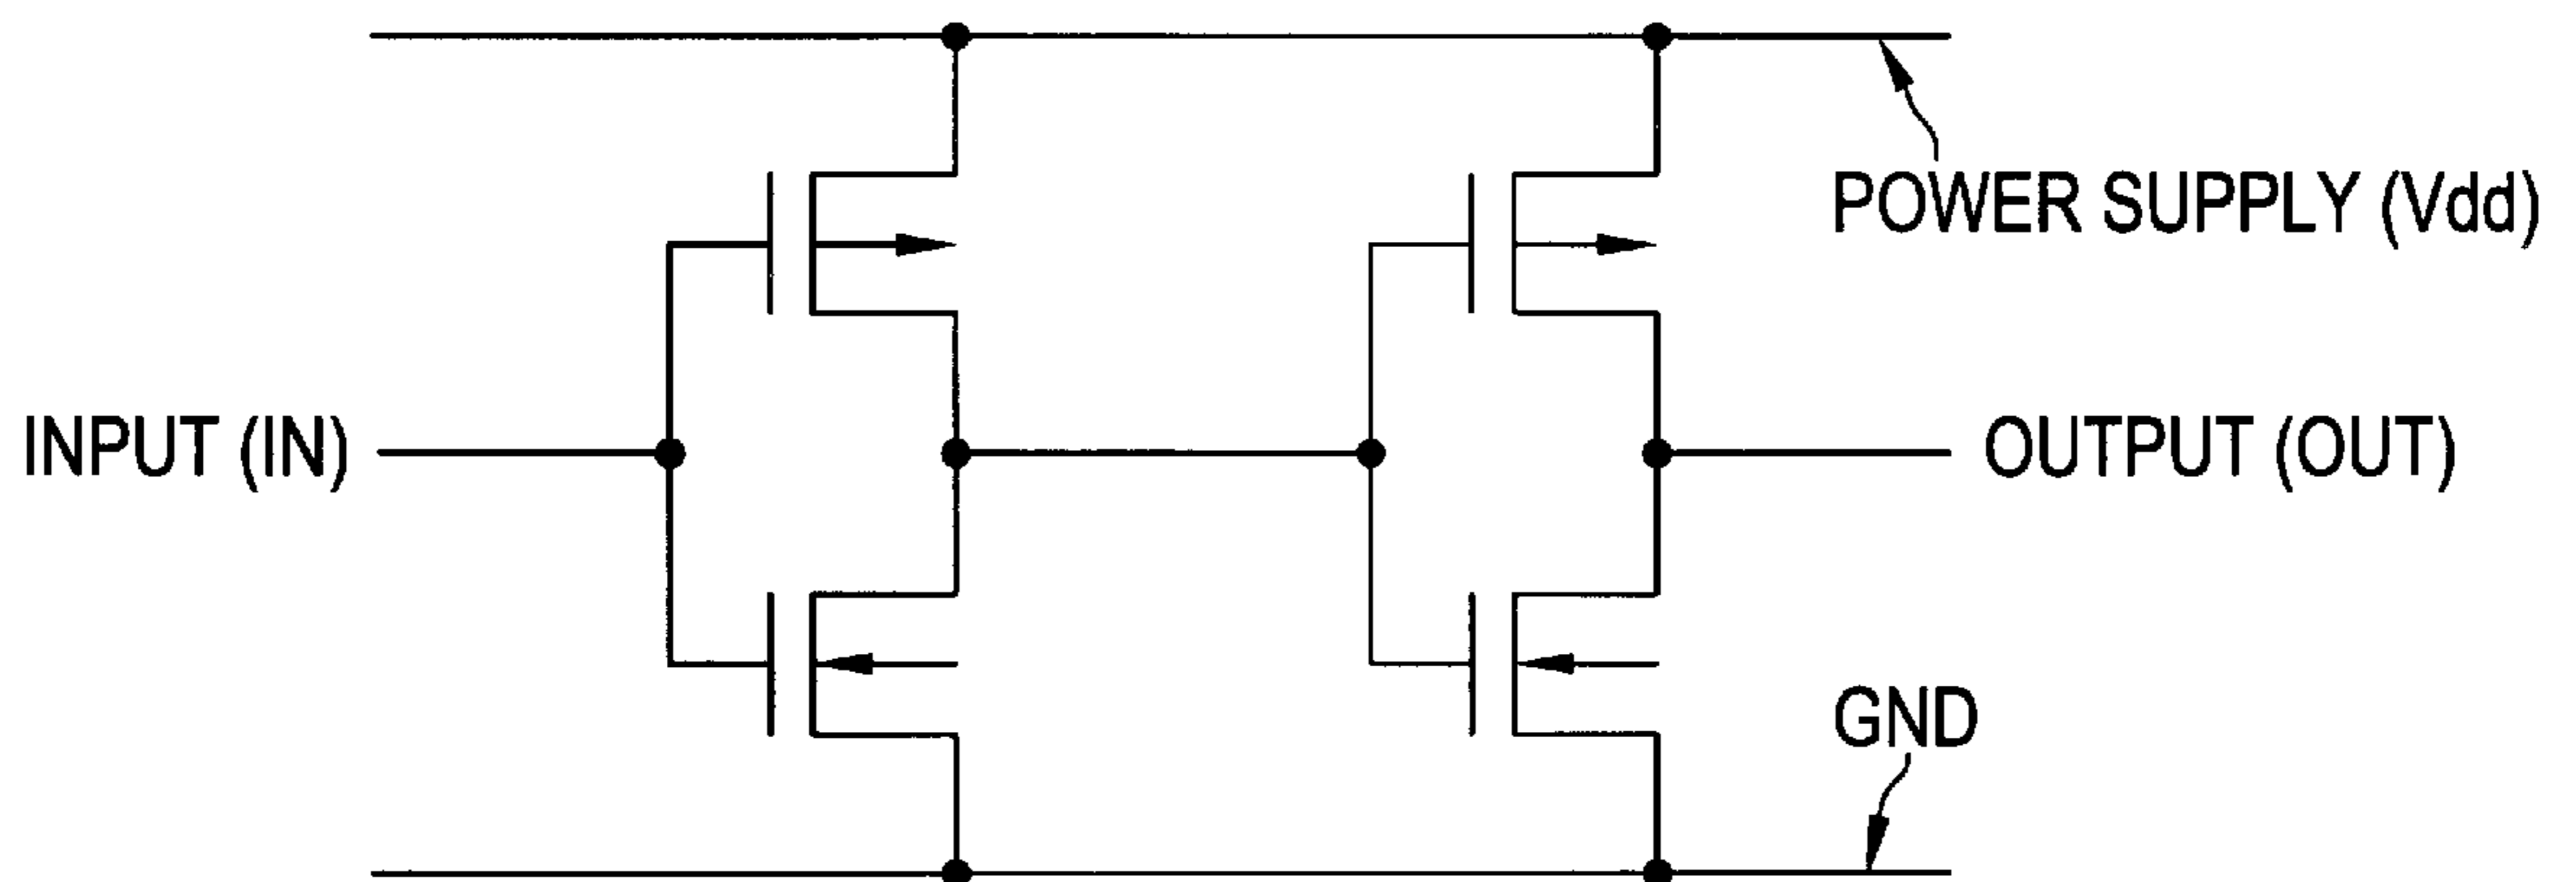 POWER SUPPLY (Vdd)
INPUT (IN)
OUTPUT (OUT)
GND